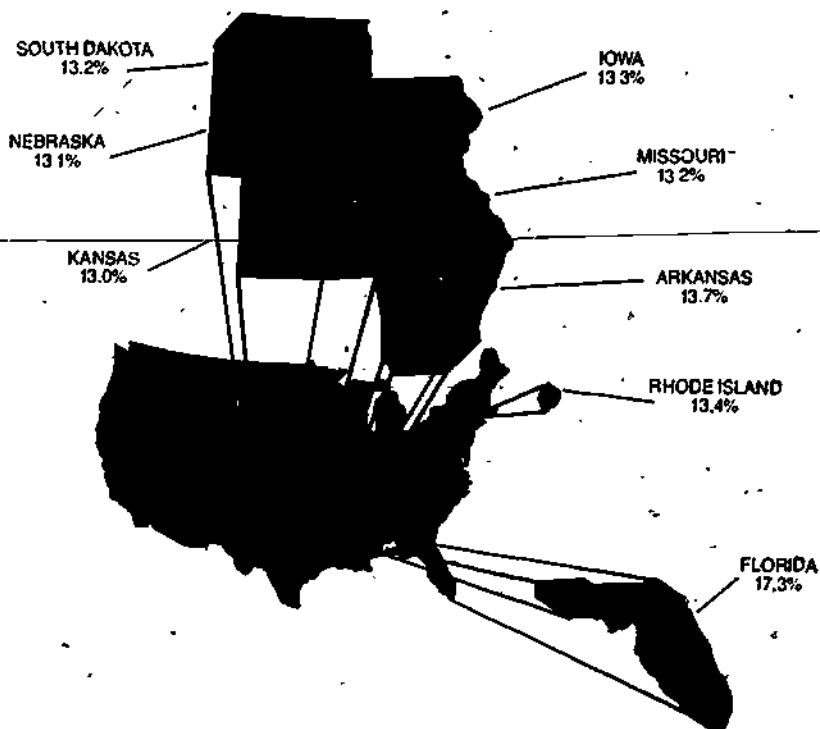 SOUTH DAKOTA
13.2%
IOWA
13 3%
NEBRASKA
13 1%
MISSOURI
13 2%
KANSAS
13.0%
ARKANSAS
13.7%
RHODE ISLAND
13.4%
FLORIDA
17.3%